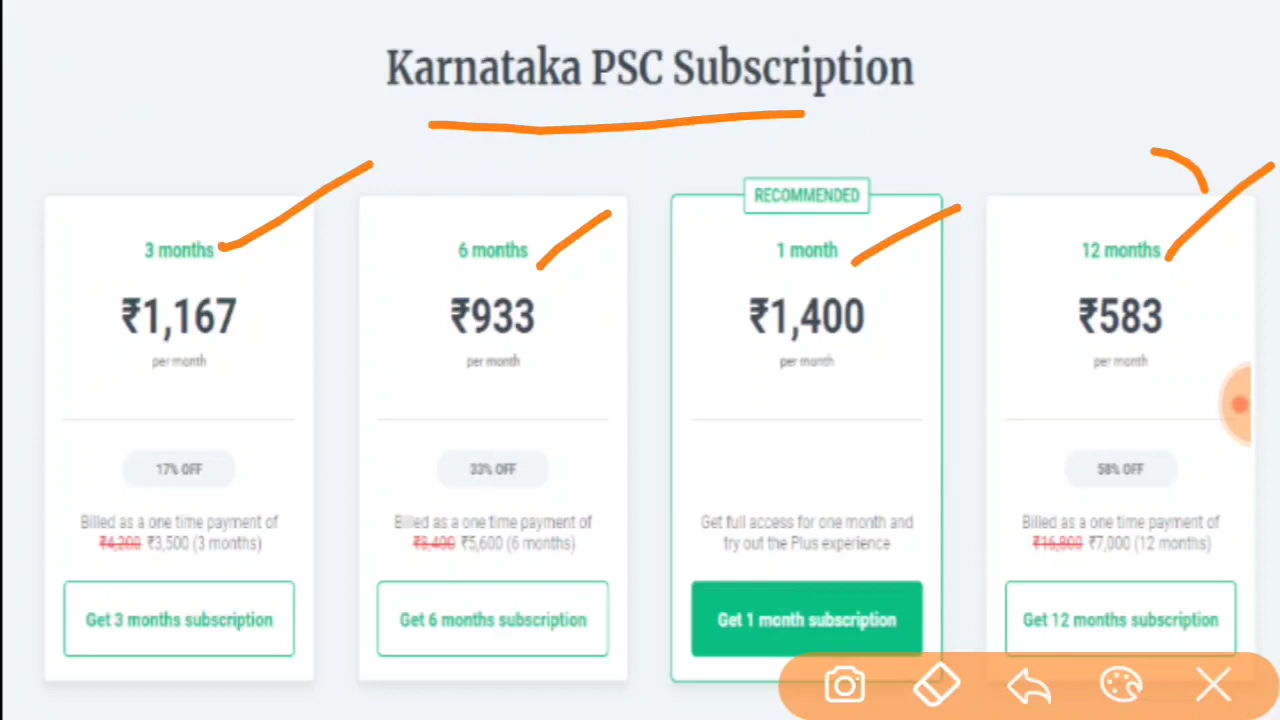 Karnataka PSC Subscription
3 months
₹1,167
per month
17% OFF
Billed as a one time payment of
₹4,200 ₹3,500 (3 months)
Get 3 months subscription
6 months
₹933
per month
33% OFF
Billed as a one time payment of
₹8,400 ₹5,600 (6 months)
Get 6 months subscription
RECOMMENDED
1 month
₹1,400
per month
Get full access for one month and
try out the Plus experience
Get 1 month subscription
12 months
₹583
per month
58% OFF
Billed as a one time payment of
₹16,800 ₹7,000 (12 months)
Get 12 months subscription